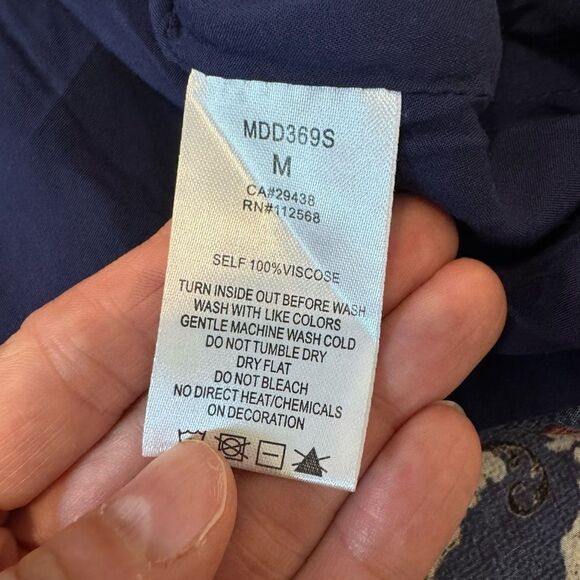 MDD369S
M
CA#29438
RN#112568
SELF 100%VISCOSE
TURN INSIDE OUT BEFORE WASH
WASH WITH LIKE COLORS
GENTLE MACHINE WASH COLD
DO NOT TUMBLE DRY
DRY FLAT
DO NOT BLEACH
NO DIRECT HEAT/CHEMICALS
ON DECORATION